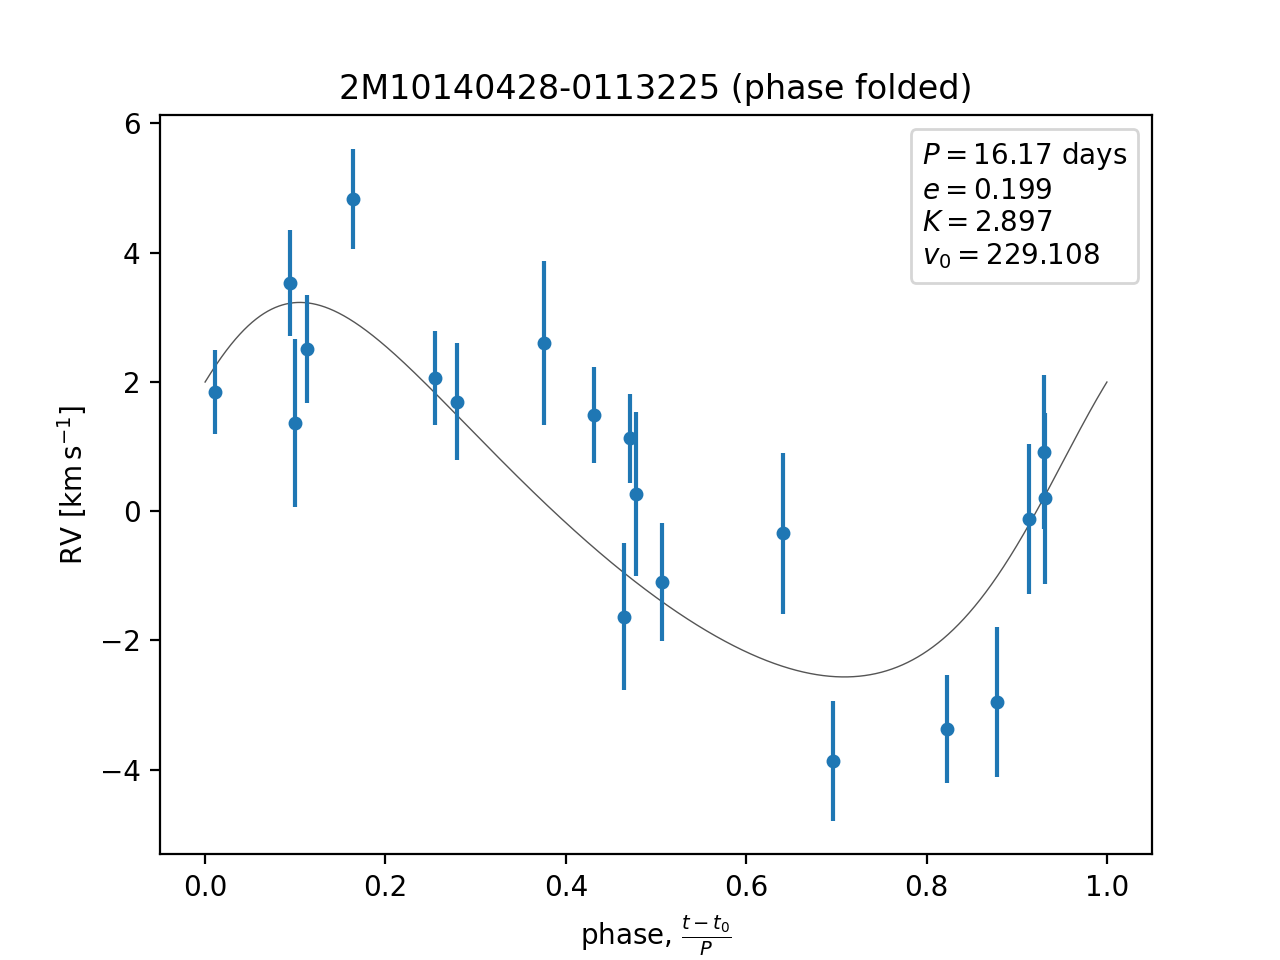 2M10140428-0113225 (phase folded)
P = 16.17 days
e = 0.199
K = 2.897
v₀ = 229.108
6
4
2
0
−2
−4
RV [km s⁻¹]
0.0 0.2 0.4 0.6 0.8 1.0
phase, (t − t₀)/P